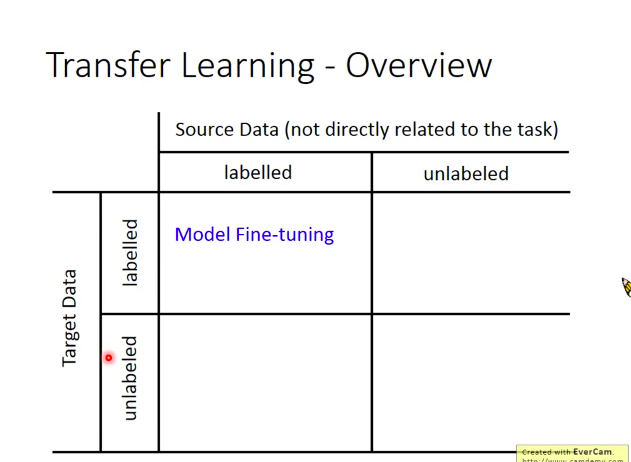 Transfer Learning - Overview
Source Data (not directly related to the task)
labelled
unlabeled
Target Data
labelled
Model Fine-tuning
unlabeled
Created with EverCam.
http://www.camdemy.com